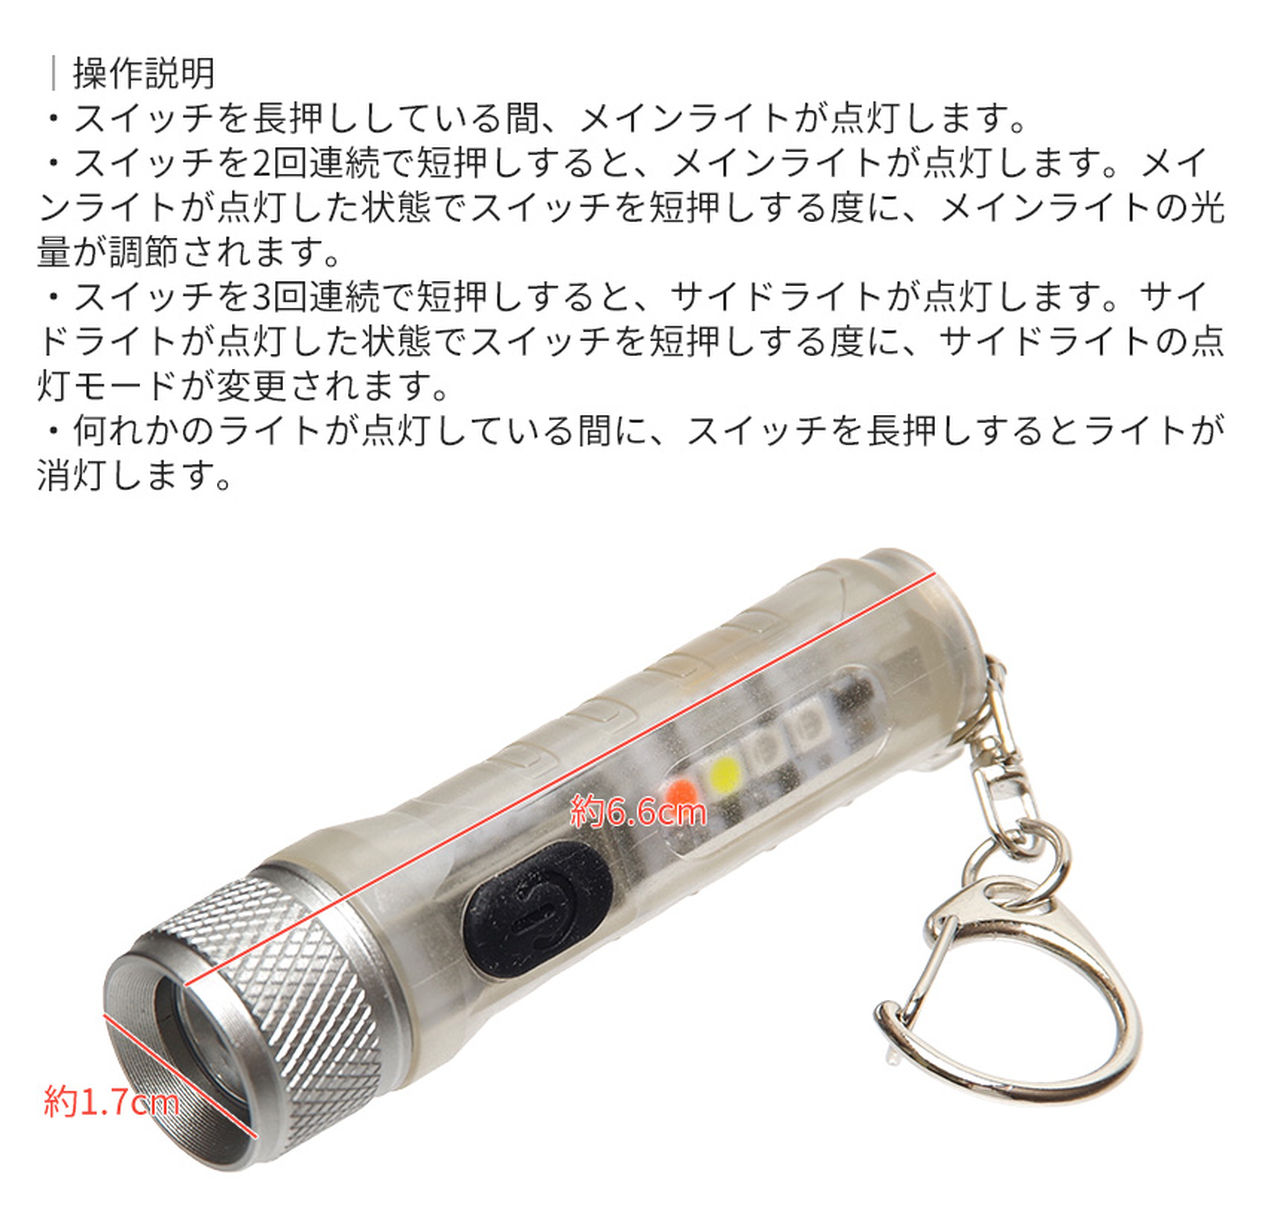 ｜操作説明
・スイッチを長押ししている間、メインライトが点灯します。
・スイッチを2回連続で短押しすると、メインライトが点灯します。メイ
ンライトが点灯した状態でスイッチを短押しする度に、メインライトの光
量が調節されます。
・スイッチを3回連続で短押しすると、サイドライトが点灯します。サイ
ドライトが点灯した状態でスイッチを短押しする度に、サイドライトの点
灯モードが変更されます。
・何れかのライトが点灯している間に、スイッチを長押しするとライトが
消灯します。
約6.6cm
約1.7cm